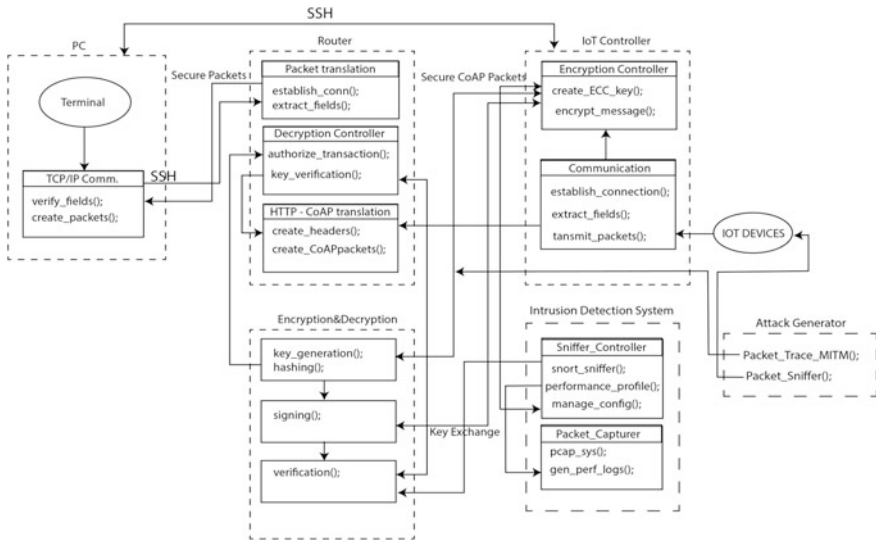 SSH
PC
Router
IoT Controller
Terminal
TCP/IP Comm.
verify_fields();
create_packets();
Secure Packets
SSH
Packet translation
establish_conn();
extract_fields();
Decryption Controller
authorize_transaction();
key_verification();
HTTP - CoAP translation
create_headers();
create_CoAPpackets();
Secure CoAP Packets
Encryption Controller
create_ECC_key();
encrypt_message();
Communication
establish_connection();
extract_fields();
tansmit_packets();
IOT DEVICES
Encryption&Decryption
key_generation();
hashing();
signing();
verification();
Key Exchange
Intrusion Detection System
Sniffer_Controller
snort_sniffer();
performance_profile();
manage_config();
Packet_Capturer
pcap_sys();
gen_perf_logs();
Attack Generator
Packet_Trace_MITM();
Packet_Sniffer();